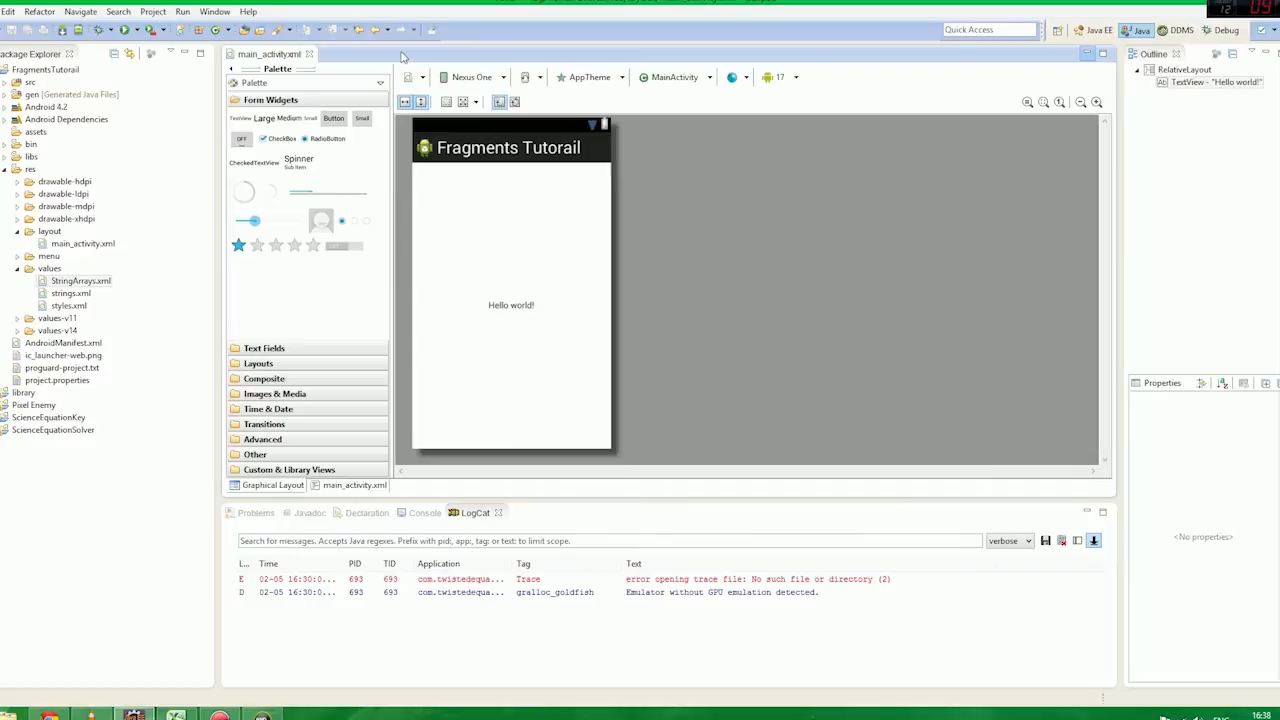 Edit Refactor Navigate Search Project Run Window Help
Quick Access
Java EE Java DDMS Debug
ackage Explorer
FragmentsTutorail
src
gen [Generated Java Files]
Android 4.2
Android Dependencies
assets
bin
libs
res
drawable-hdpi
drawable-ldpi
drawable-mdpi
drawable-xhdpi
layout
main_activity.xml
menu
values
StringArrays.xml
strings.xml
styles.xml
values-v11
values-v14
AndroidManifest.xml
ic_launcher-web.png
proguard-project.txt
project.properties
library
Pixel Enemy
ScienceEquationKey
ScienceEquationSolver
main_activity.xml
Palette
Palette
Form Widgets
TextView Large Medium Small Button Small
OFF CheckBox RadioButton
CheckedTextView Spinner
Sub Item
Text Fields
Layouts
Composite
Images & Media
Time & Date
Transitions
Advanced
Other
Custom & Library Views
Graphical Layout main_activity.xml
Nexus One AppTheme MainActivity 17
Fragments Tutorail
Hello world!
Outline
RelativeLayout
Ab TextView - "Hello world!"
Properties
<No properties>
Problems Javadoc Declaration Console LogCat
Search for messages. Accepts Java regexes. Prefix with pid:, app:, tag: or text: to limit scope.
verbose
L... Time PID TID Application Tag Text
E 02-05 16:30:0... 693 693 com.twistedequa... Trace error opening trace file: No such file or directory (2)
D 02-05 16:30:0... 693 693 com.twistedequa... gralloc_goldfish Emulator without GPU emulation detected.
ENG 16:38